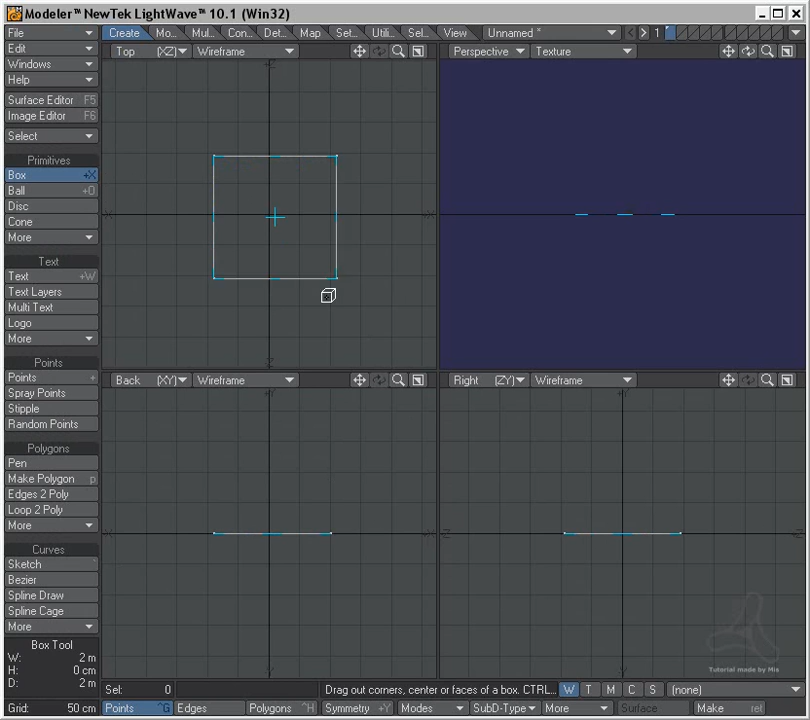 Modeler™ NewTek LightWave™ 10.1 (Win32)
File
Edit
Windows
Help
Surface Editor F5
Image Editor F6
Select
Primitives
Box +X
Ball +O
Disc
Cone
More
Text
Text +W
Text Layers
Multi Text
Logo
More
Points
Points +
Spray Points
Stipple
Random Points
Polygons
Pen
Make Polygon p
Edges 2 Poly
Loop 2 Poly
More
Curves
Sketch
Bezier
Spline Draw
Spline Cage
More
Box Tool
W: 2 m
H: 0 cm
D: 2 m
Grid: 50 cm
Create Mo... Mul... Con... Det... Map Set... Utili... Sel... View Unnamed * 1
Top (XZ) Wireframe
Perspective Texture
Back (XY) Wireframe
Right (ZY) Wireframe
Tutorial made by Mis
Sel: 0 Drag out corners, center or faces of a box. CTRL... W T M C S (none)
Points ^G Edges Polygons ^H Symmetry +Y Modes SubD-Type More Surface Make ret